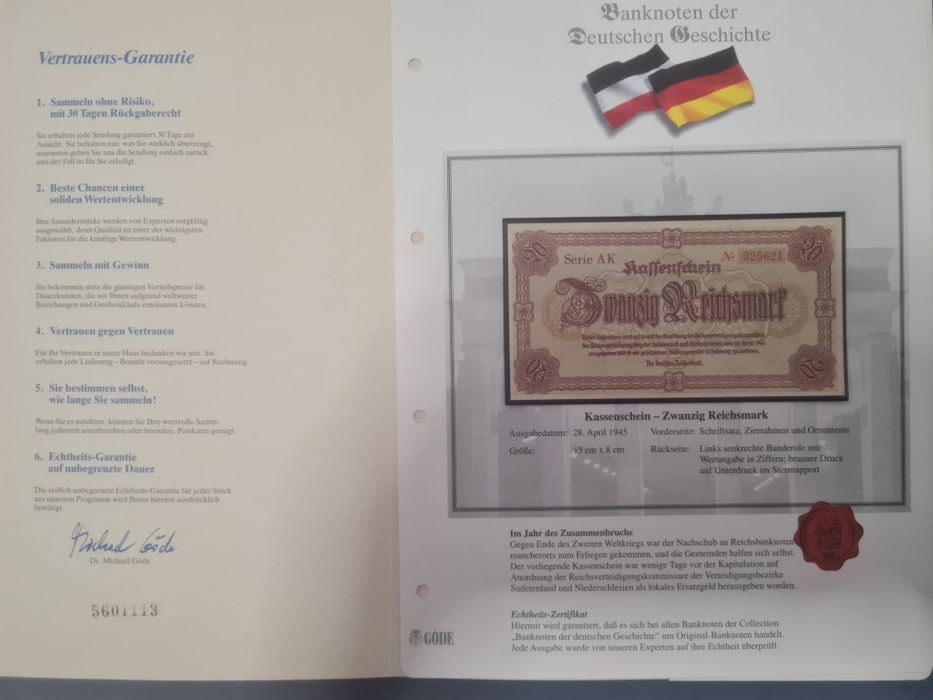 Vertrauens-Garantie
1. Sammeln ohne Risiko,
mit 30 Tagen Rückgaberecht
Sie erhalten jede Sendung garantiert 30 Tage zur
Ansicht. Sie behalten nur, was Sie wirklich überzeugt,
ansonsten geben Sie uns die Sendung einfach zurück,
und der Fall ist für Sie erledigt.
2. Beste Chancen einer
soliden Wertentwicklung
Ihre Sammlerstücke werden von Experten sorgfältig
ausgewählt, denn Qualität ist einer der wichtigsten
Faktoren für die künftige Wertentwicklung.
3. Sammeln mit Gewinn
Sie bekommen stets die günstigen Vorteilspreise für
Dauerkunden, die wir Ihnen aufgrund weltweiter
Beziehungen und Großeinkäufe einräumen können.
4. Vertrauen gegen Vertrauen
Für Ihr Vertrauen in unser Haus bedanken wir uns. Sie
erhalten jede Lieferung – Bonität vorausgesetzt – auf Rechnung.
5. Sie bestimmen selbst,
wie lange Sie sammeln!
Wenn Sie es möchten, können Sie Ihre wertvolle Samm-
lung jederzeit unterbrechen oder beenden. Postkarte genügt.
6. Echtheits-Garantie
auf unbegrenzte Dauer
Die zeitlich unbegrenzte Echtheits-Garantie für jedes Stück
aus unserem Programm wird Ihnen hiermit ausdrücklich
bestätigt.
Michael Göde
Dr. Michael Göde
5601113
Banknoten der
Deutschen Geschichte
20
20
Serie AK
№ 025621
Kassenschein
Zwanzig Reichsmark
Die deutsche Reichsbank.
20
20
Kassenschein – Zwanzig Reichsmark
Ausgabedatum: 28. April 1945
Vorderseite: Schriftsatz, Zierrahmen und Ornamente
Größe: 15 cm x 8 cm
Rückseite: Links senkrechte Banderole mit
Wertangabe in Ziffern; brauner Druck
auf Unterdruck im Sternrapport
Im Jahr des Zusammenbruchs
Gegen Ende des Zweiten Weltkriegs war der Nachschub an Reichsbanknoten
mancherorts zum Erliegen gekommen, und die Gemeinden halfen sich selbst.
Der vorliegende Kassenschein war wenige Tage vor der Kapitulation auf
Anordnung der Reichsverteidigungskommissare der Verteidigungsbezirke
Sudetenland und Niederschlesien als lokales Ersatzgeld herausgeben worden.
Echtheits-Zertifikat
Hiermit wird garantiert, daß es sich bei allen Banknoten der Collection
„Banknoten der deutschen Geschichte“ um Original-Banknoten handelt.
Jede Ausgabe wurde von unseren Experten auf ihre Echtheit überprüft.
GÖDE